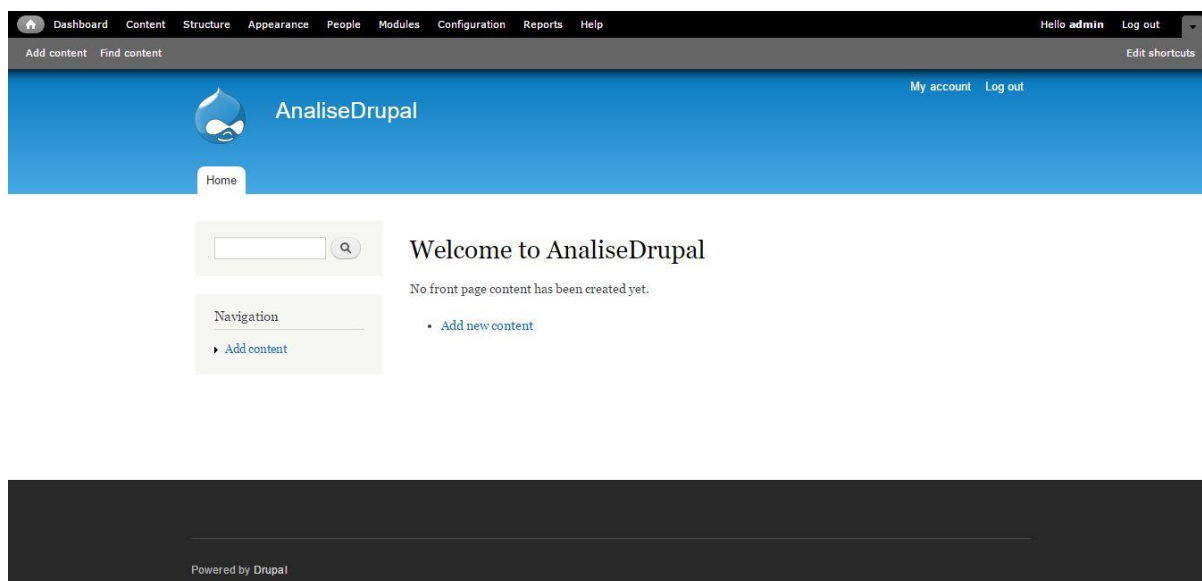 Dashboard Content Structure Appearance People Modules Configuration Reports Help Hello admin Log out
Add content Find content Edit shortcuts
My account Log out
AnaliseDrupal
Home
Welcome to AnaliseDrupal
No front page content has been created yet.
Navigation
• Add new content
Add content
Powered by Drupal